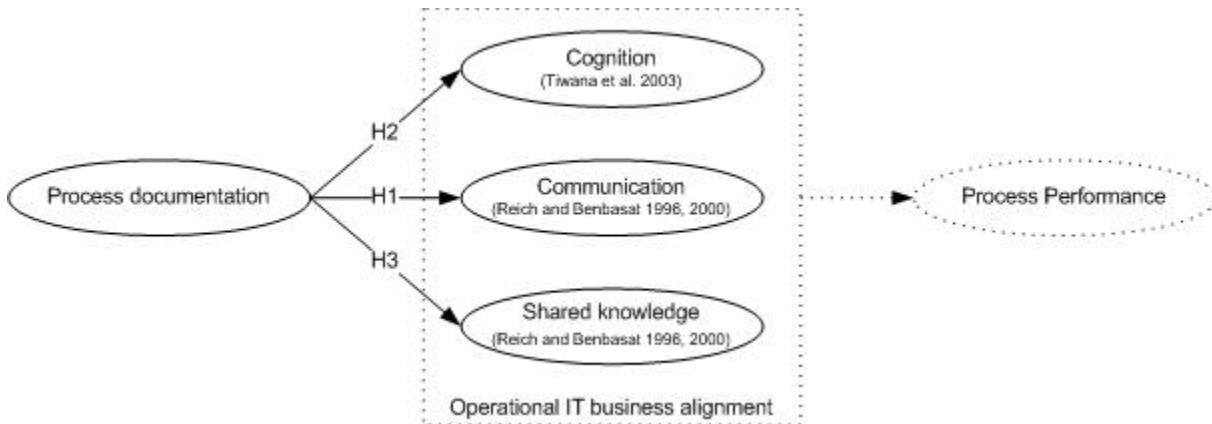 Cognition
(Tiwana et al. 2003)
H2
Process documentation
H1
Communication
(Reich and Benbasat 1996, 2000)
Process Performance
H3
Shared knowledge
(Reich and Benbasat 1996, 2000)
Operational IT business alignment